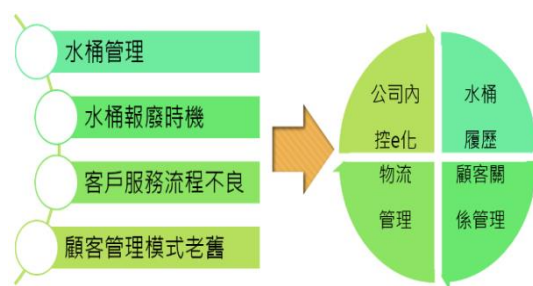 水桶管理
水桶報廢時機
客戶服務流程不良
顧客管理模式老舊
公司內
控e化
水桶
履歷
物流
管理
顧客關
係管理